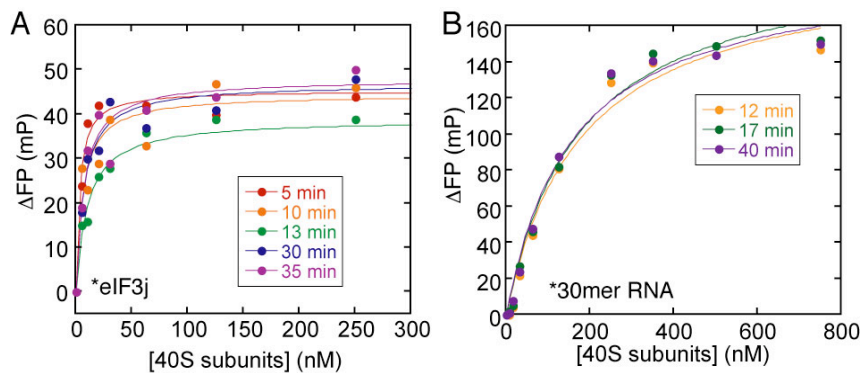 A
60
50
40
30
20
10
0
ΔFP (mP)
5 min
10 min
13 min
30 min
35 min
*eIF3j
0 50 100 150 200 250 300
[40S subunits] (nM)
B
160
140
120
100
80
60
40
20
0
ΔFP (mP)
12 min
17 min
40 min
*30mer RNA
0 200 400 600 800
[40S subunits] (nM)